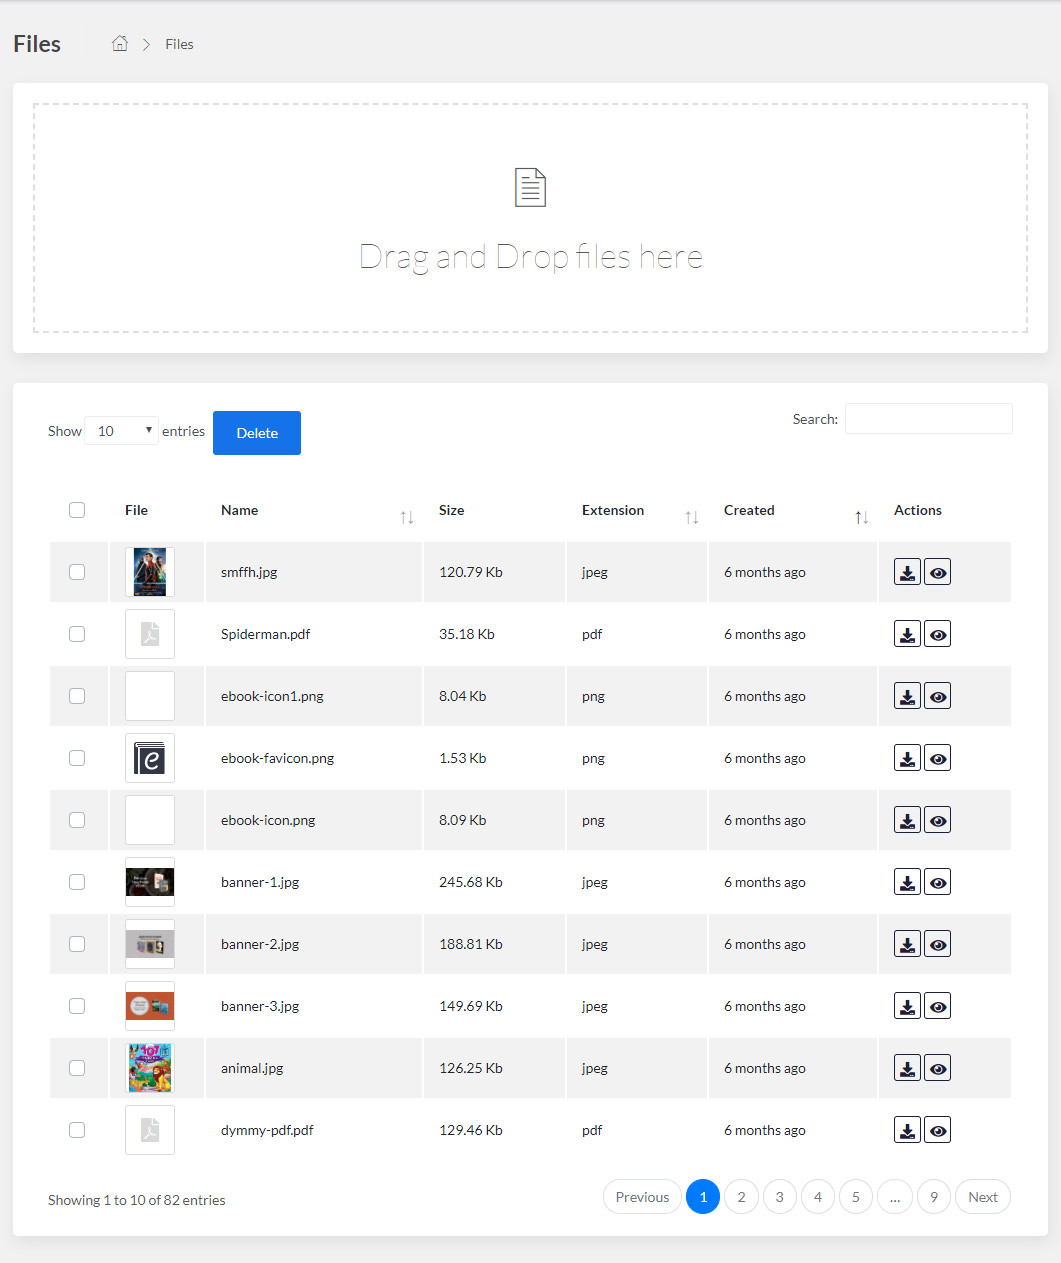 Files
Files
Drag and Drop files here
Show 10 entries Delete Search:
File Name Size Extension Created Actions
smffh.jpg 120.79 Kb jpeg 6 months ago
Spiderman.pdf 35.18 Kb pdf 6 months ago
ebook-icon1.png 8.04 Kb png 6 months ago
e ebook-favicon.png 1.53 Kb png 6 months ago
ebook-icon.png 8.09 Kb png 6 months ago
banner-1.jpg 245.68 Kb jpeg 6 months ago
banner-2.jpg 188.81 Kb jpeg 6 months ago
banner-3.jpg 149.69 Kb jpeg 6 months ago
animal.jpg 126.25 Kb jpeg 6 months ago
dymmy-pdf.pdf 129.46 Kb pdf 6 months ago
Showing 1 to 10 of 82 entries Previous 1 2 3 4 5 ... 9 Next